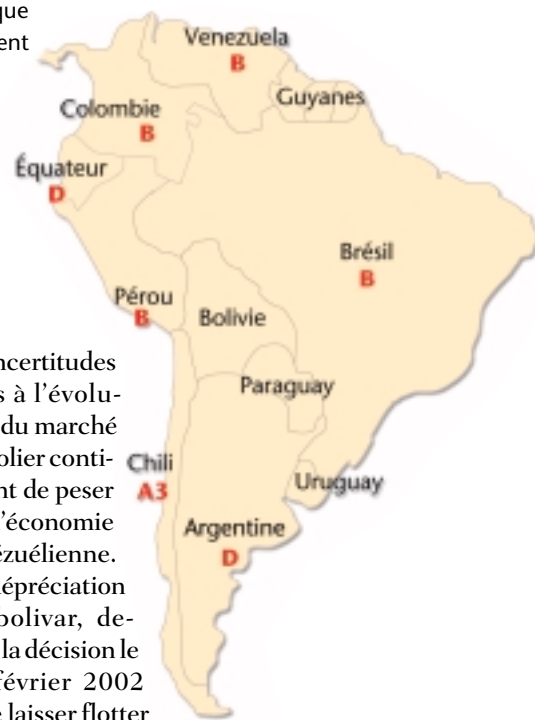 que
ent
Venezuela
B
Guyanes
Colombie
B
Équateur
D
Brésil
B
Pérou
B
Bolivie
ncertitudes
s à l'évolu-
du marché
olier conti-
nt de peser
l'économie
ézuélienne.
épréciation
bolivar, de-
la décision le
février 2002
e laisser flotter
Paraguay
Chili
A3
Uruguay
Argentine
D